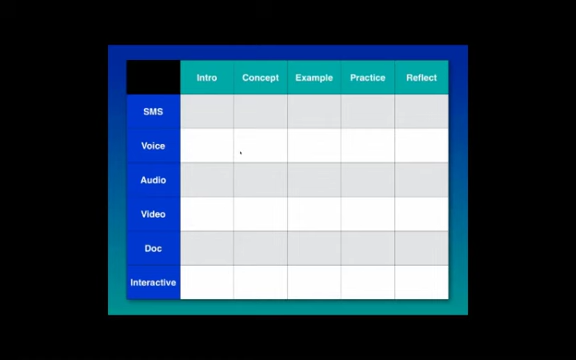 Intro Concept Example Practice Reflect
SMS
Voice
Audio
Video
Doc
Interactive